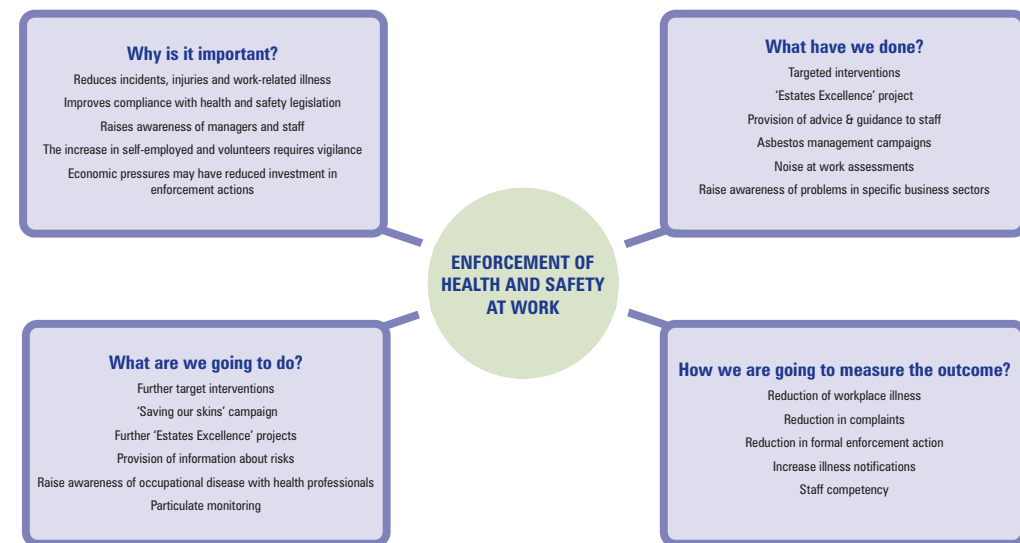 Why is it important?
Reduces incidents, injuries and work-related illness
Improves compliance with health and safety legislation
Raises awareness of managers and staff
The increase in self-employed and volunteers requires vigilance
Economic pressures may have reduced investment in
enforcement actions
What have we done?
Targeted interventions
‘Estates Excellence’ project
Provision of advice & guidance to staff
Asbestos management campaigns
Noise at work assessments
Raise awareness of problems in specific business sectors
ENFORCEMENT OF
HEALTH AND SAFETY
AT WORK
What are we going to do?
Further target interventions
‘Saving our skins’ campaign
Further ‘Estates Excellence’ projects
Provision of information about risks
Raise awareness of occupational disease with health professionals
Particulate monitoring
How we are going to measure the outcome?
Reduction of workplace illness
Reduction in complaints
Reduction in formal enforcement action
Increase illness notifications
Staff competency